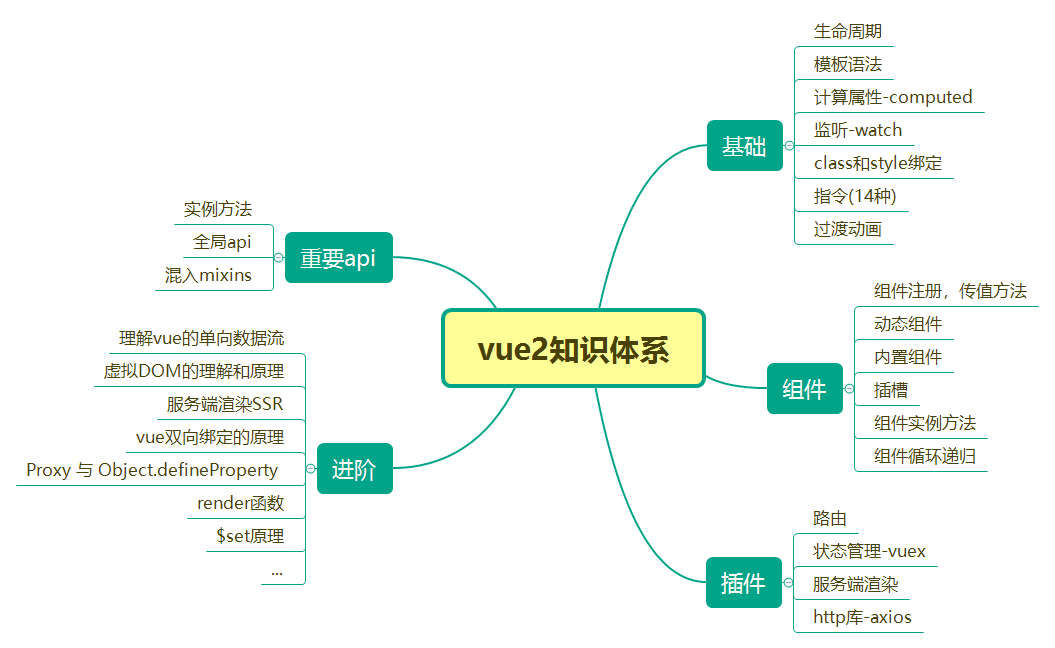 vue2知识体系
基础
生命周期
模板语法
计算属性-computed
监听-watch
class和style绑定
指令(14种)
过渡动画
组件
组件注册，传值方法
动态组件
内置组件
插槽
组件实例方法
组件循环递归
插件
路由
状态管理-vuex
服务端渲染
http库-axios
重要api
实例方法
全局api
混入mixins
进阶
理解vue的单向数据流
虚拟DOM的理解和原理
服务端渲染SSR
vue双向绑定的原理
Proxy 与 Object.defineProperty
render函数
$set原理
...